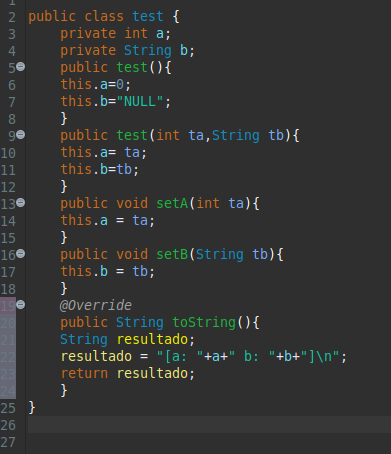 1
2 public class test {
3 private int a;
4 private String b;
5 public test(){
6 this.a=0;
7 this.b="NULL";
8 }
9 public test(int ta,String tb){
10 this.a= ta;
11 this.b=tb;
12 }
13 public void setA(int ta){
14 this.a = ta;
15 }
16 public void setB(String tb){
17 this.b = tb;
18 }
19 @Override
20 public String toString(){
21 String resultado;
22 resultado = "[a: "+a+" b: "+b+"]\n";
23 return resultado;
24 }
25 }
26
27